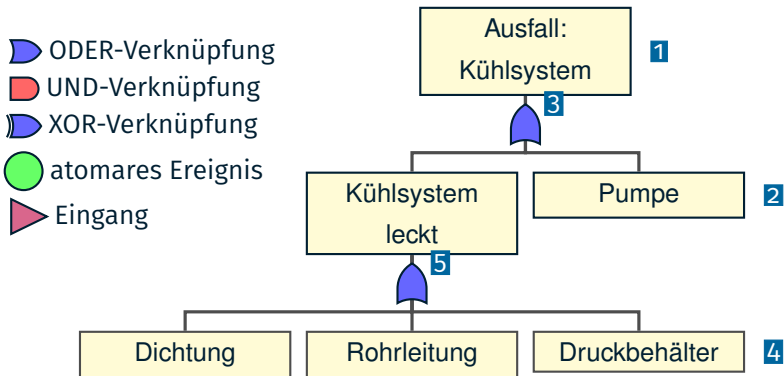 ODER-Verknüpfung
UND-Verknüpfung
XOR-Verknüpfung
atomares Ereignis
Eingang
Ausfall:
Kühlsystem
1
3
Kühlsystem
leckt
Pumpe
2
5
Dichtung
Rohrleitung
Druckbehälter
4